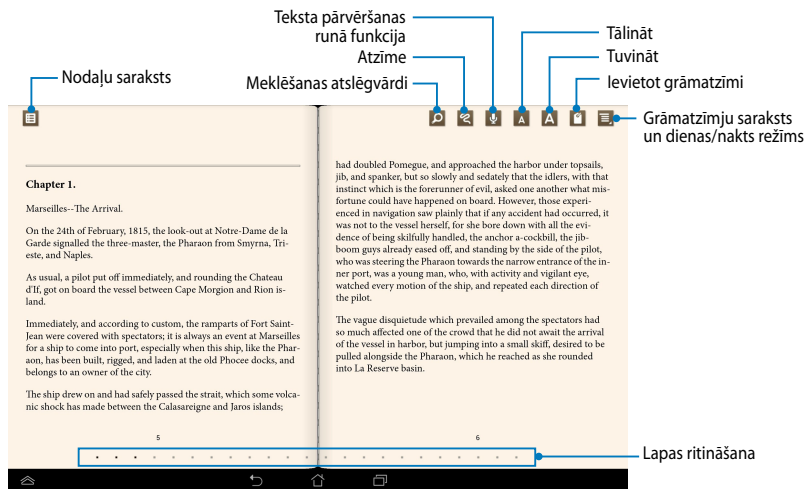 Teksta pārvēršanas
runā funkcija
Atzīme
Meklēšanas atslēgvārdi
Nodaļu saraksts
Tālināt
Tuvināt
Ievietot grāmatzīmi
Grāmatzīmju saraksts
un dienas/nakts režīms
A
A
Chapter 1.
Marseilles--The Arrival.
On the 24th of February, 1815, the look-out at Notre-Dame de la
Garde signalled the three-master, the Pharaon from Smyrna, Tri-
este, and Naples.
As usual, a pilot put off immediately, and rounding the Chateau
d'If, got on board the vessel between Cape Morgion and Rion is-
land.
Immediately, and according to custom, the ramparts of Fort Saint-
Jean were covered with spectators; it is always an event at Marseilles
for a ship to come into port, especially when this ship, like the Phar-
aon, has been built, rigged, and laden at the old Phocee docks, and
belongs to an owner of the city.
The ship drew on and had safely passed the strait, which some volca-
nic shock has made between the Calasareigne and Jaros islands;
5
had doubled Pomegue, and approached the harbor under topsails,
jib, and spanker, but so slowly and sedately that the idlers, with that
instinct which is the forerunner of evil, asked one another what mis-
fortune could have happened on board. However, those experi-
enced in navigation saw plainly that if any accident had occurred, it
was not to the vessel herself, for she bore down with all the evi-
dence of being skilfully handled, the anchor a-cockbill, the jib-
boom guys already eased off, and standing by the side of the pilot,
who was steering the Pharaon towards the narrow entrance of the in-
ner port, was a young man, who, with activity and vigilant eye,
watched every motion of the ship, and repeated each direction of
the pilot.
The vague disquietude which prevailed among the spectators had
so much affected one of the crowd that he did not await the arrival
of the vessel in harbor, but jumping into a small skiff, desired to be
pulled alongside the Pharaon, which he reached as she rounded
into La Reserve basin.
6
Lapas ritināšana